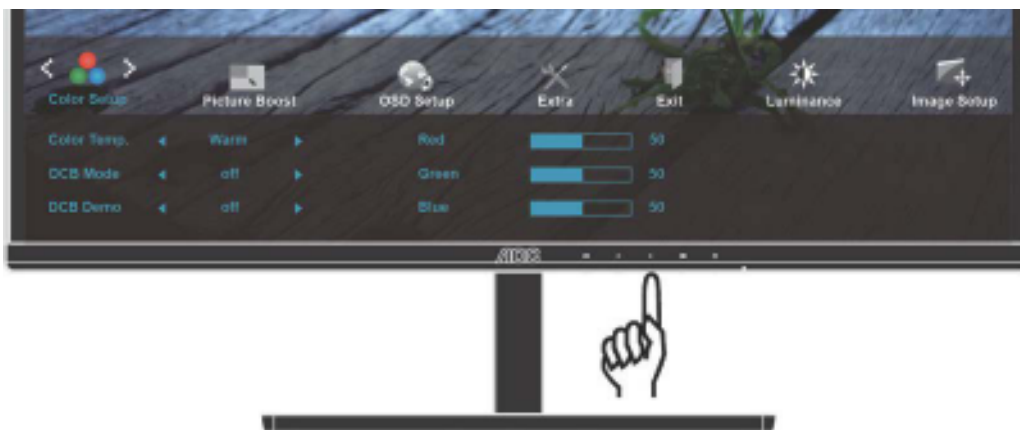 Color Setup Picture Boost OSD Setup Extra Exit Luminance Image Setup
Color Temp. Warm Red 50
DCB Mode off Green 50
DCB Demo off Blue 50
AOC